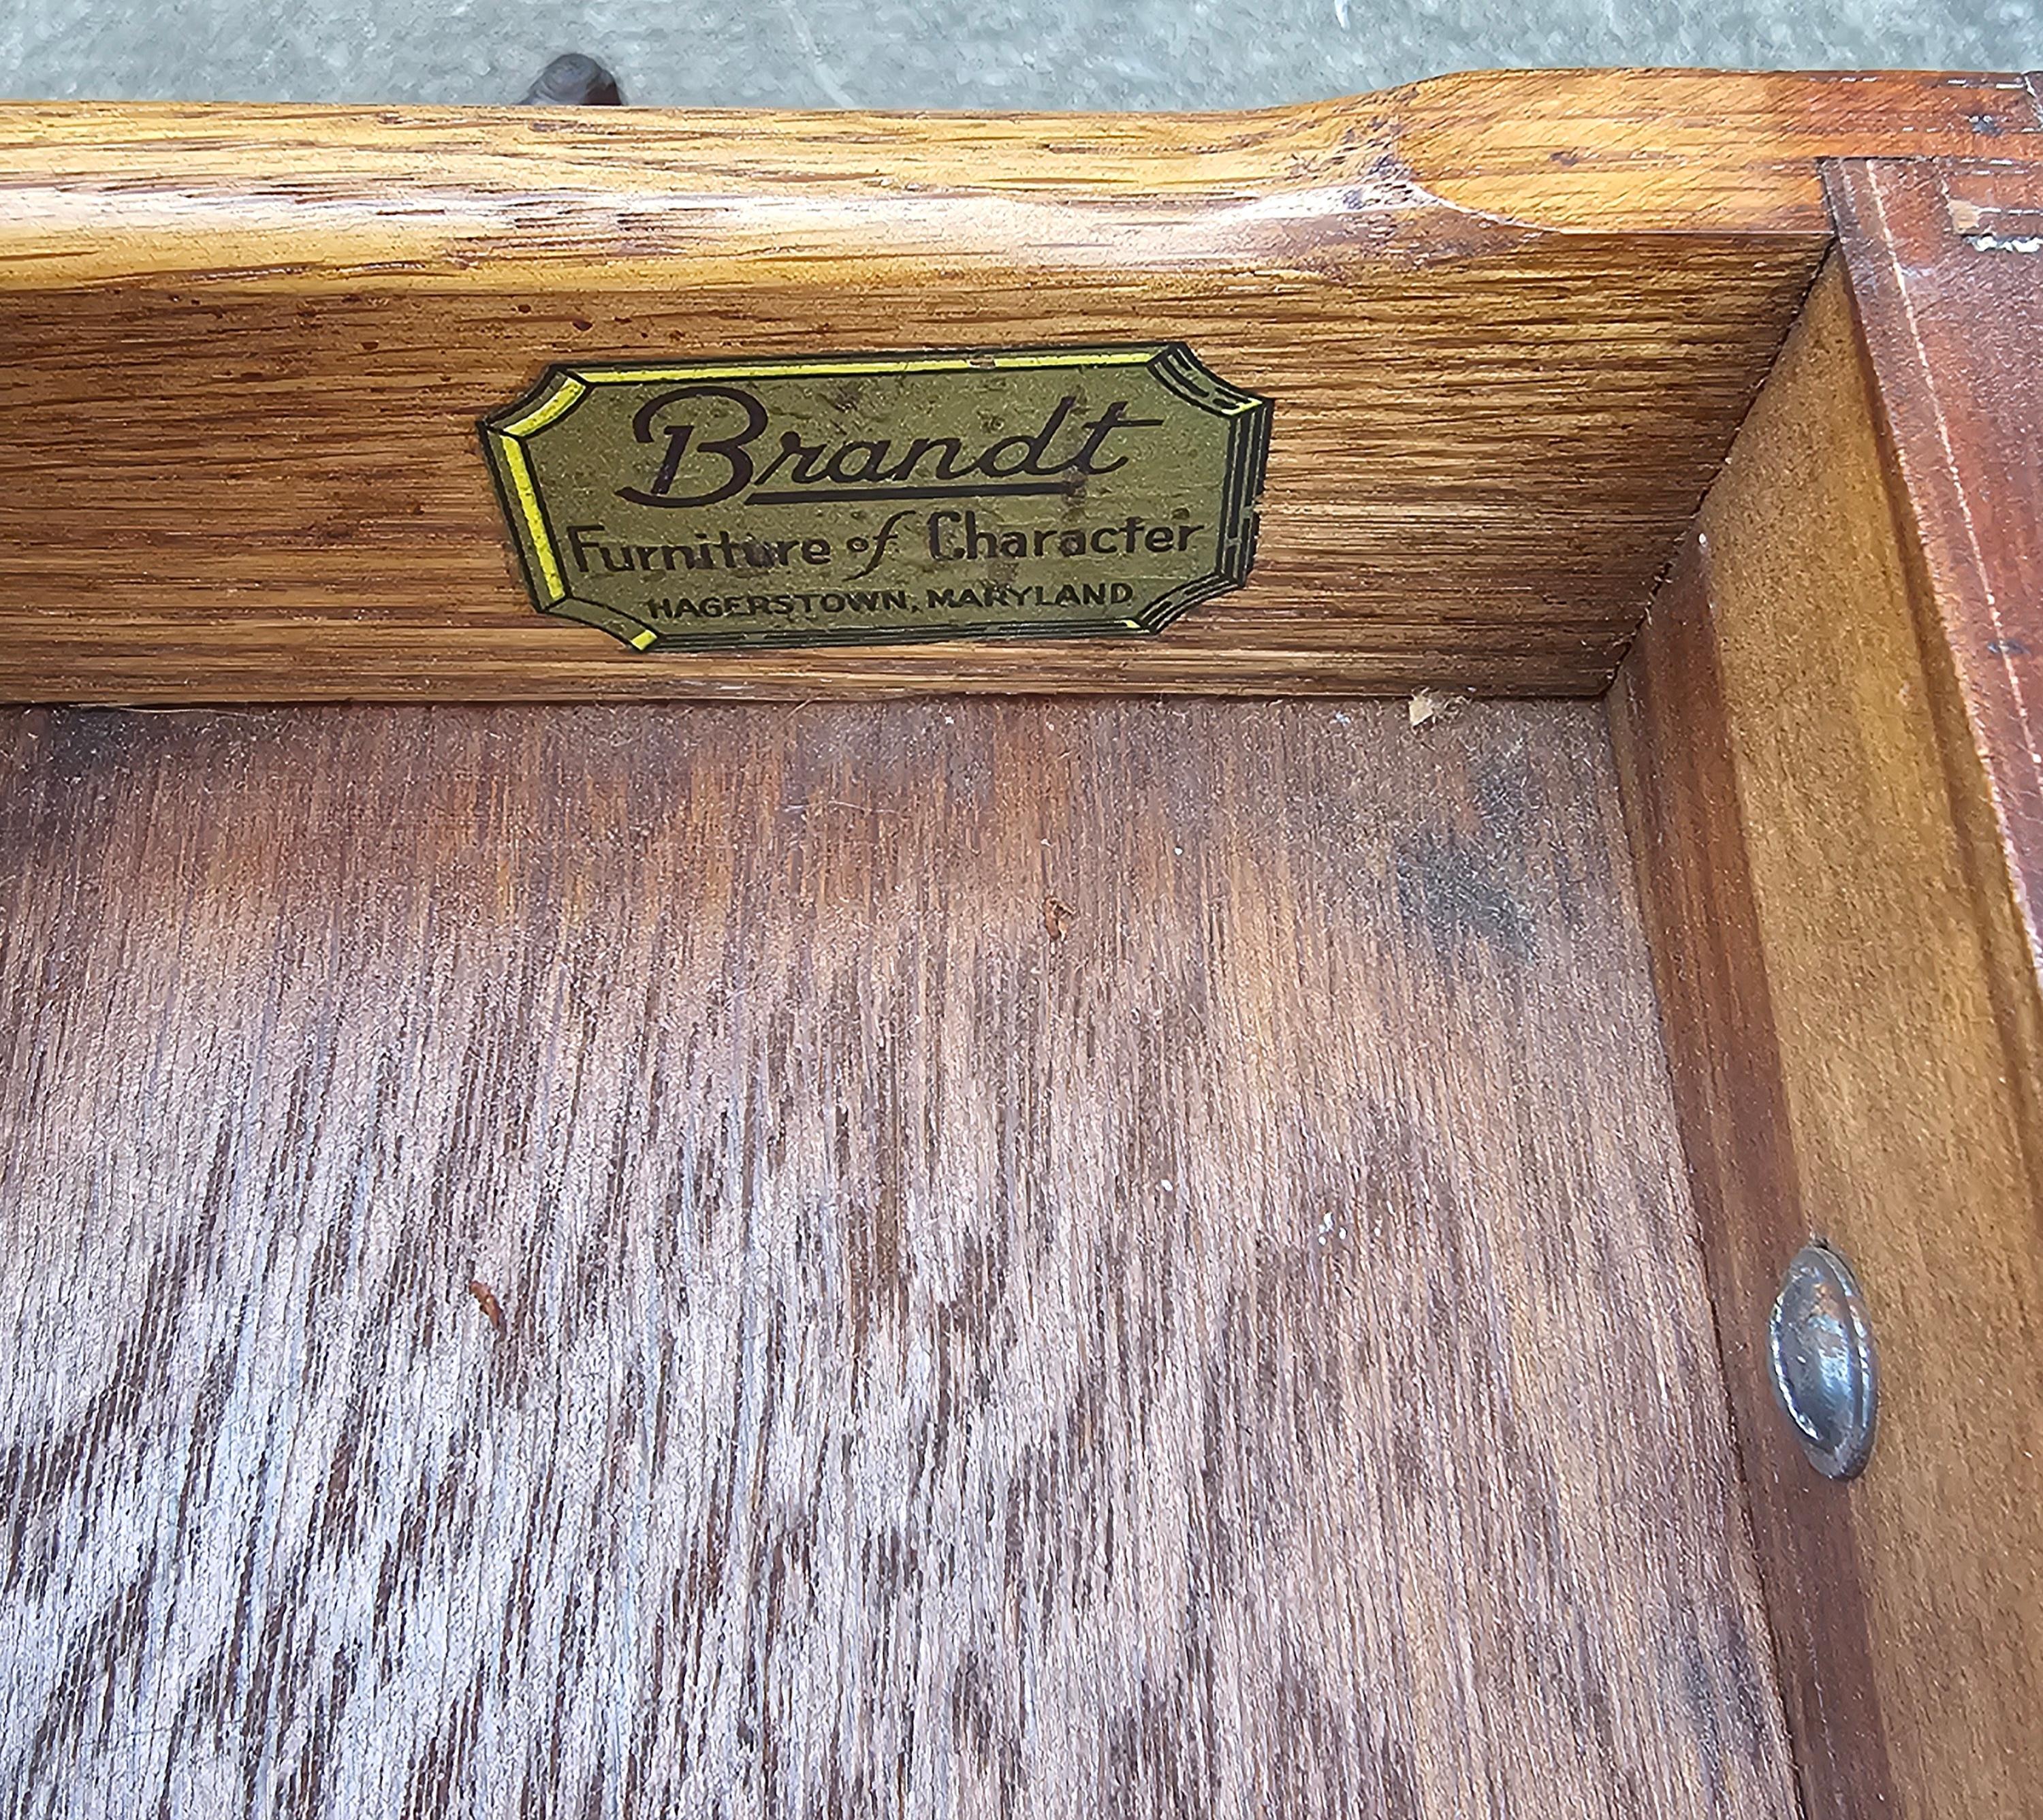 Brandt
Furniture of Character
HAGERSTOWN, MARYLAND